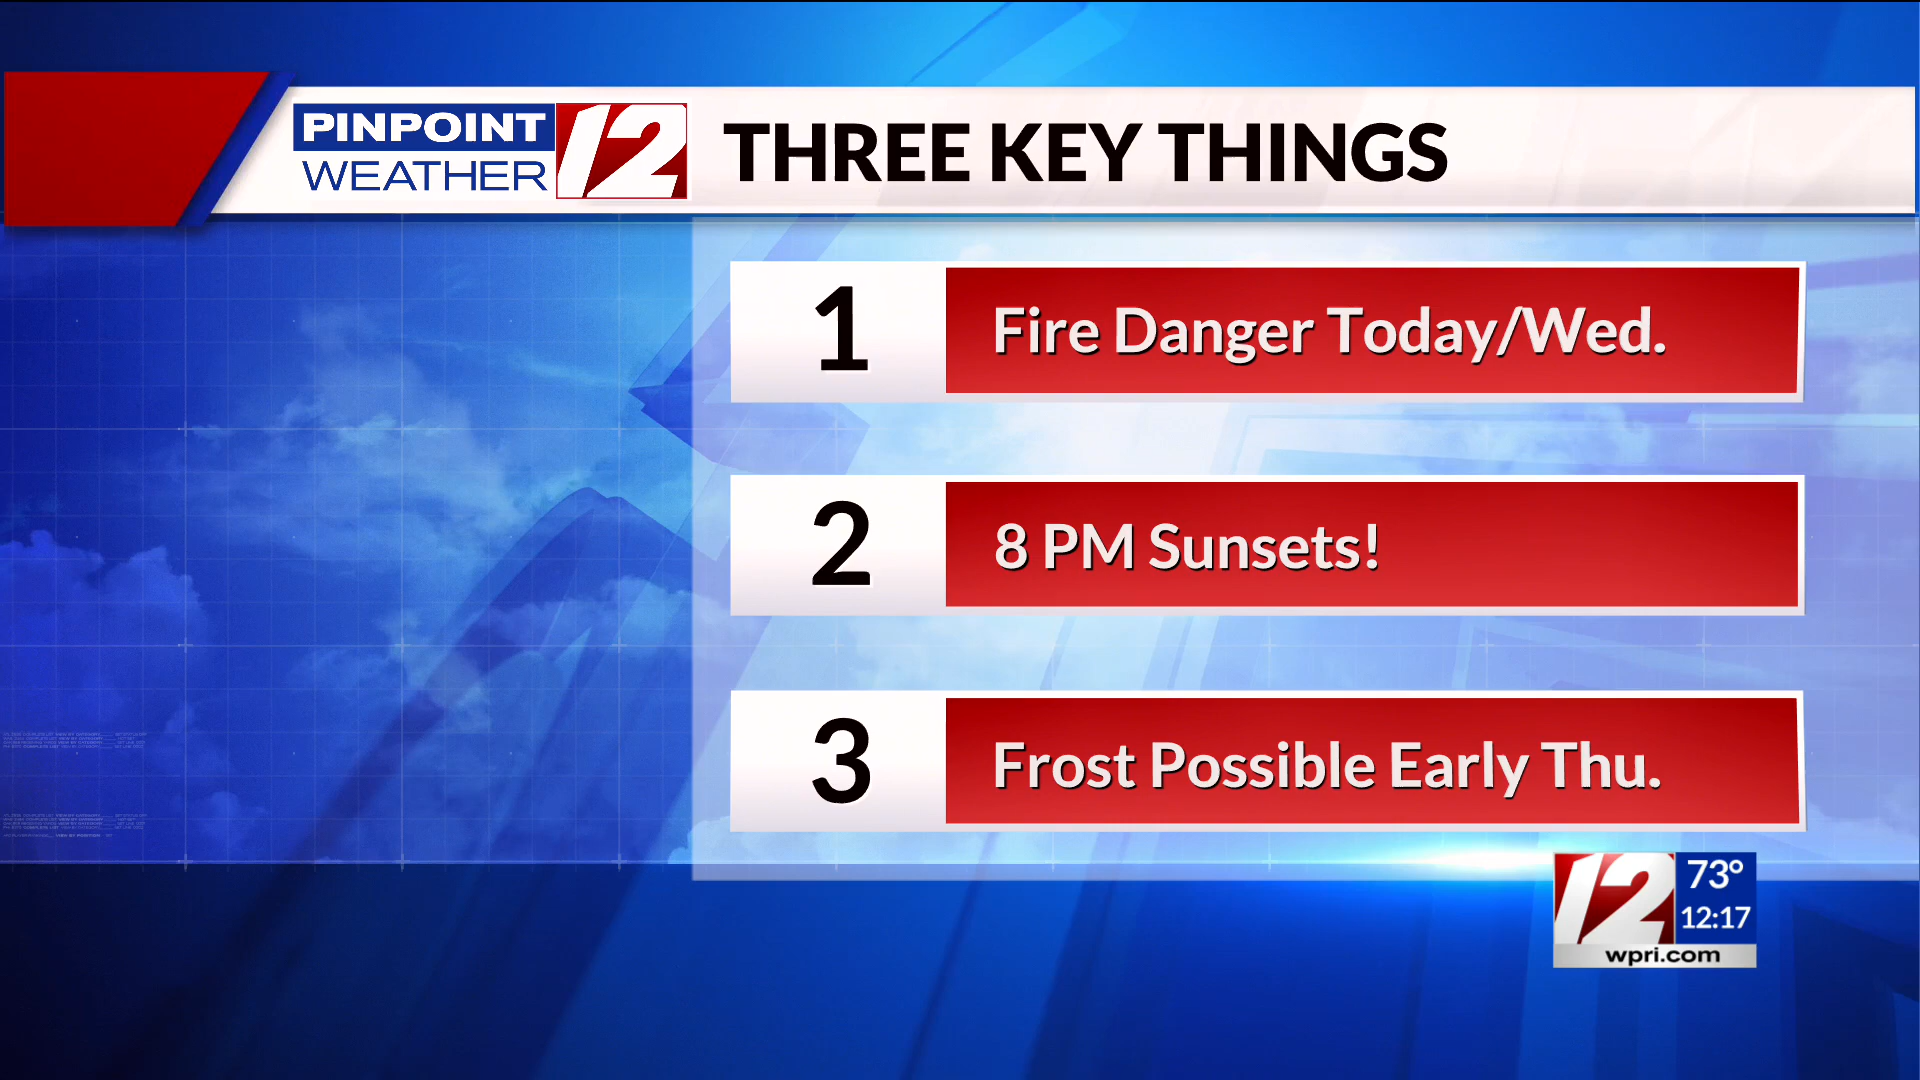 PINPOINT
WEATHER
12
THREE KEY THINGS
1
Fire Danger Today/Wed.
2
8 PM Sunsets!
3
Frost Possible Early Thu.
12
73°
12:17
wpri.com